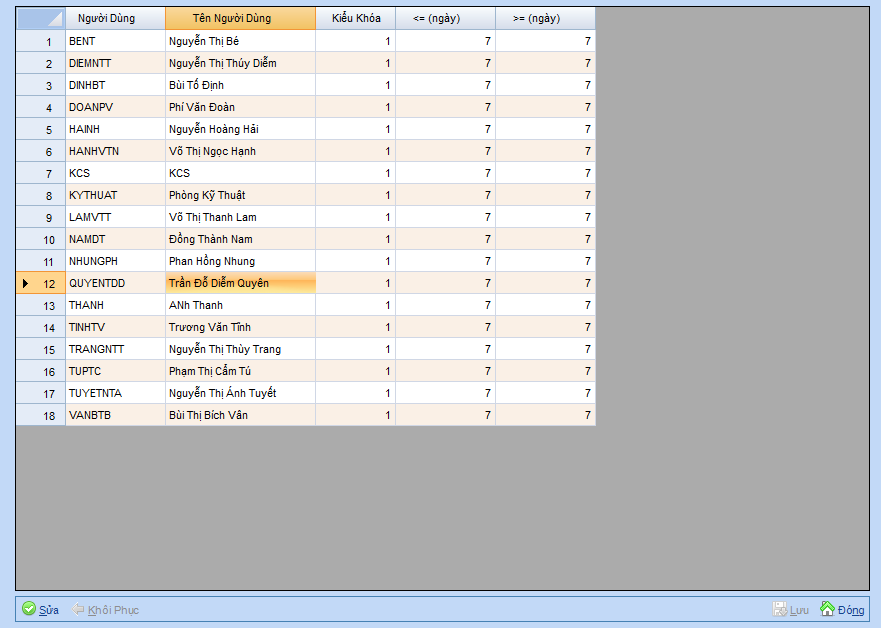 Người Dùng Tên Người Dùng Kiểu Khóa <= (ngày) >= (ngày)
1 BENT Nguyễn Thị Bé 1 7 7
2 DIEMNTT Nguyễn Thị Thúy Diễm 1 7 7
3 DINHBT Bùi Tố Định 1 7 7
4 DOANPV Phí Văn Đoàn 1 7 7
5 HAINH Nguyễn Hoàng Hải 1 7 7
6 HANHVTN Võ Thị Ngọc Hạnh 1 7 7
7 KCS KCS 1 7 7
8 KYTHUAT Phòng Kỹ Thuật 1 7 7
9 LAMVTT Võ Thị Thanh Lam 1 7 7
10 NAMDT Đồng Thành Nam 1 7 7
11 NHUNGPH Phan Hồng Nhung 1 7 7
12 QUYENTDD Trần Đỗ Diễm Quyên 1 7 7
13 THANH ANh Thanh 1 7 7
14 TINHTV Trương Văn Tĩnh 1 7 7
15 TRANGNTT Nguyễn Thị Thùy Trang 1 7 7
16 TUPTC Phạm Thị Cẩm Tú 1 7 7
17 TUYETNTA Nguyễn Thị Ánh Tuyết 1 7 7
18 VANBTB Bùi Thị Bích Vân 1 7 7
Sửa Khôi Phục Lưu Đóng